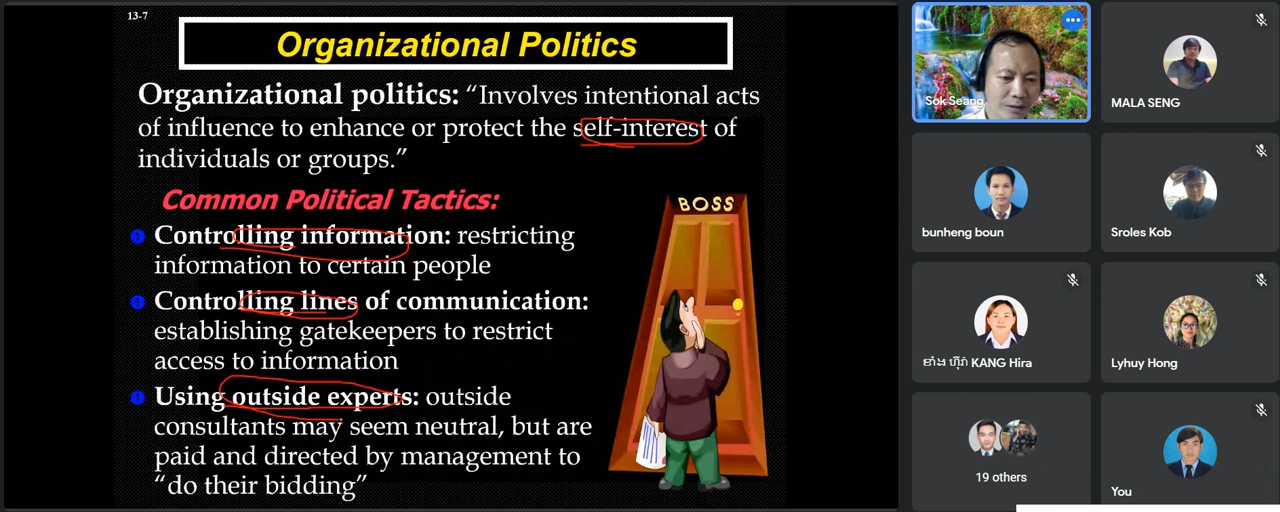 13-7
Organizational Politics
Organizational politics: “Involves intentional acts
of influence to enhance or protect the self-interest of
individuals or groups.”
Common Political Tactics:
Controlling information: restricting
information to certain people
Controlling lines of communication:
establishing gatekeepers to restrict
access to information
Using outside experts: outside
consultants may seem neutral, but are
paid and directed by management to
“do their bidding”
BOSS
Sok Seang
MALA SENG
bunheng boun
Sroles Kob
ខាំង ហ៊ីរ៉ា KANG Hira
Lyhuy Hong
19 others
You